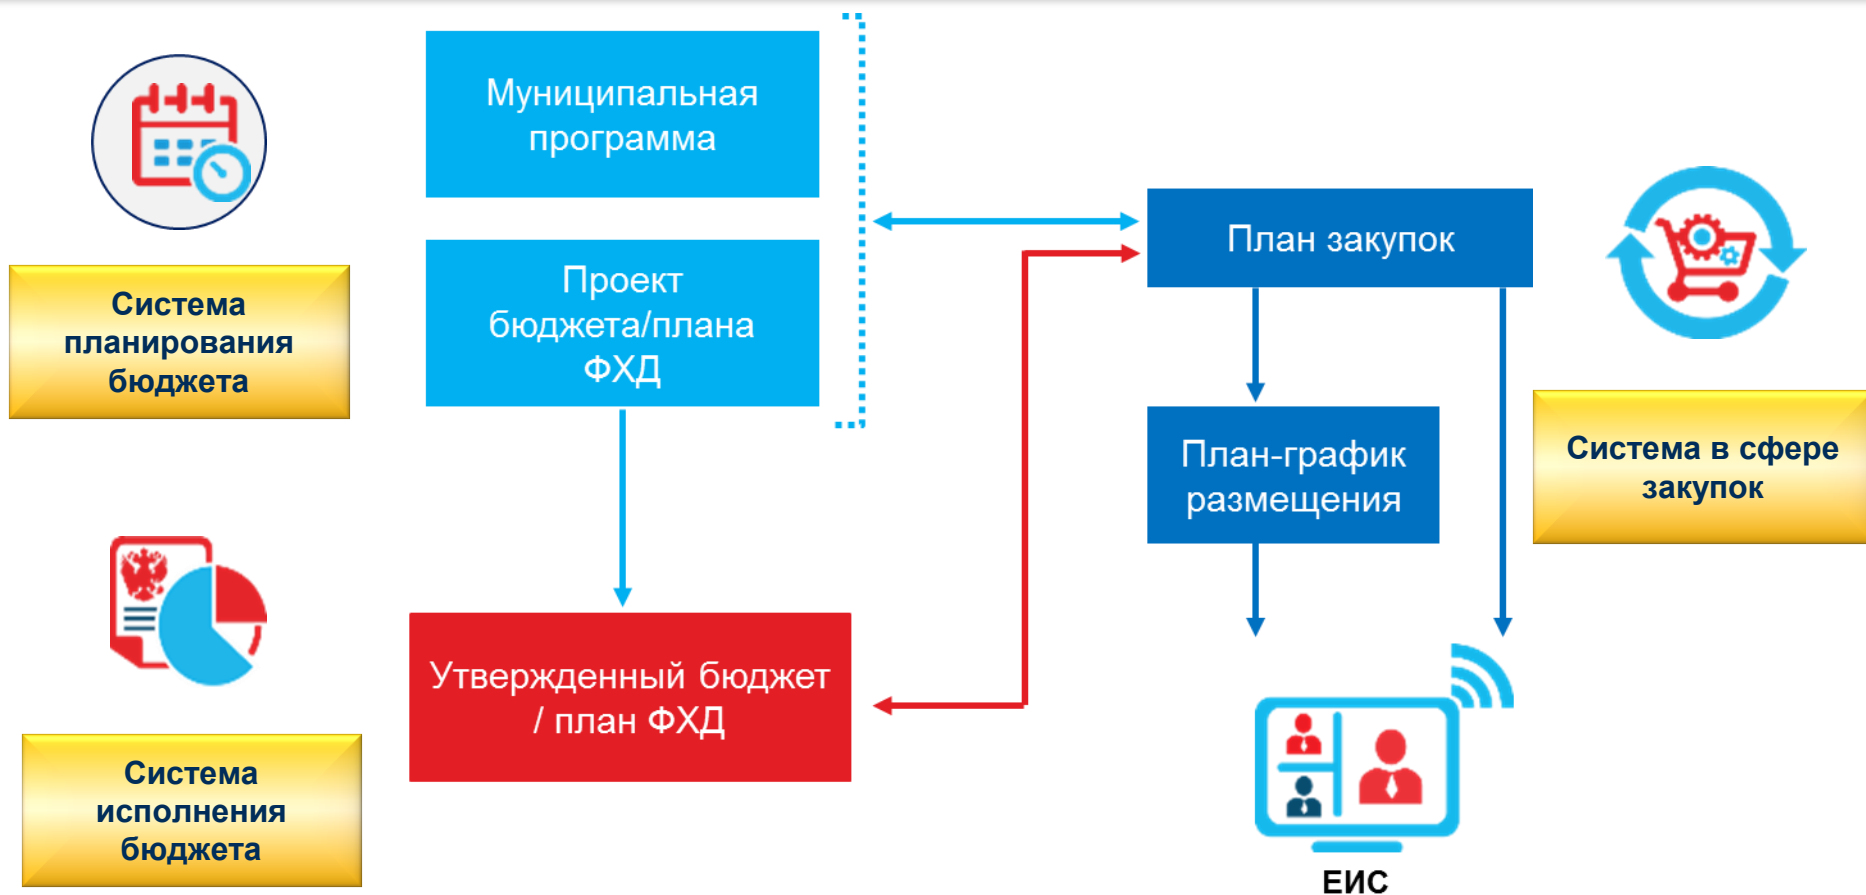 Муниципальная
программа
Система
планирования
бюджета
Проект
бюджета/плана
ФХД
План закупок
План-график
размещения
Система в сфере
закупок
Утвержденный бюджет
/ план ФХД
Система
исполнения
бюджета
ЕИС